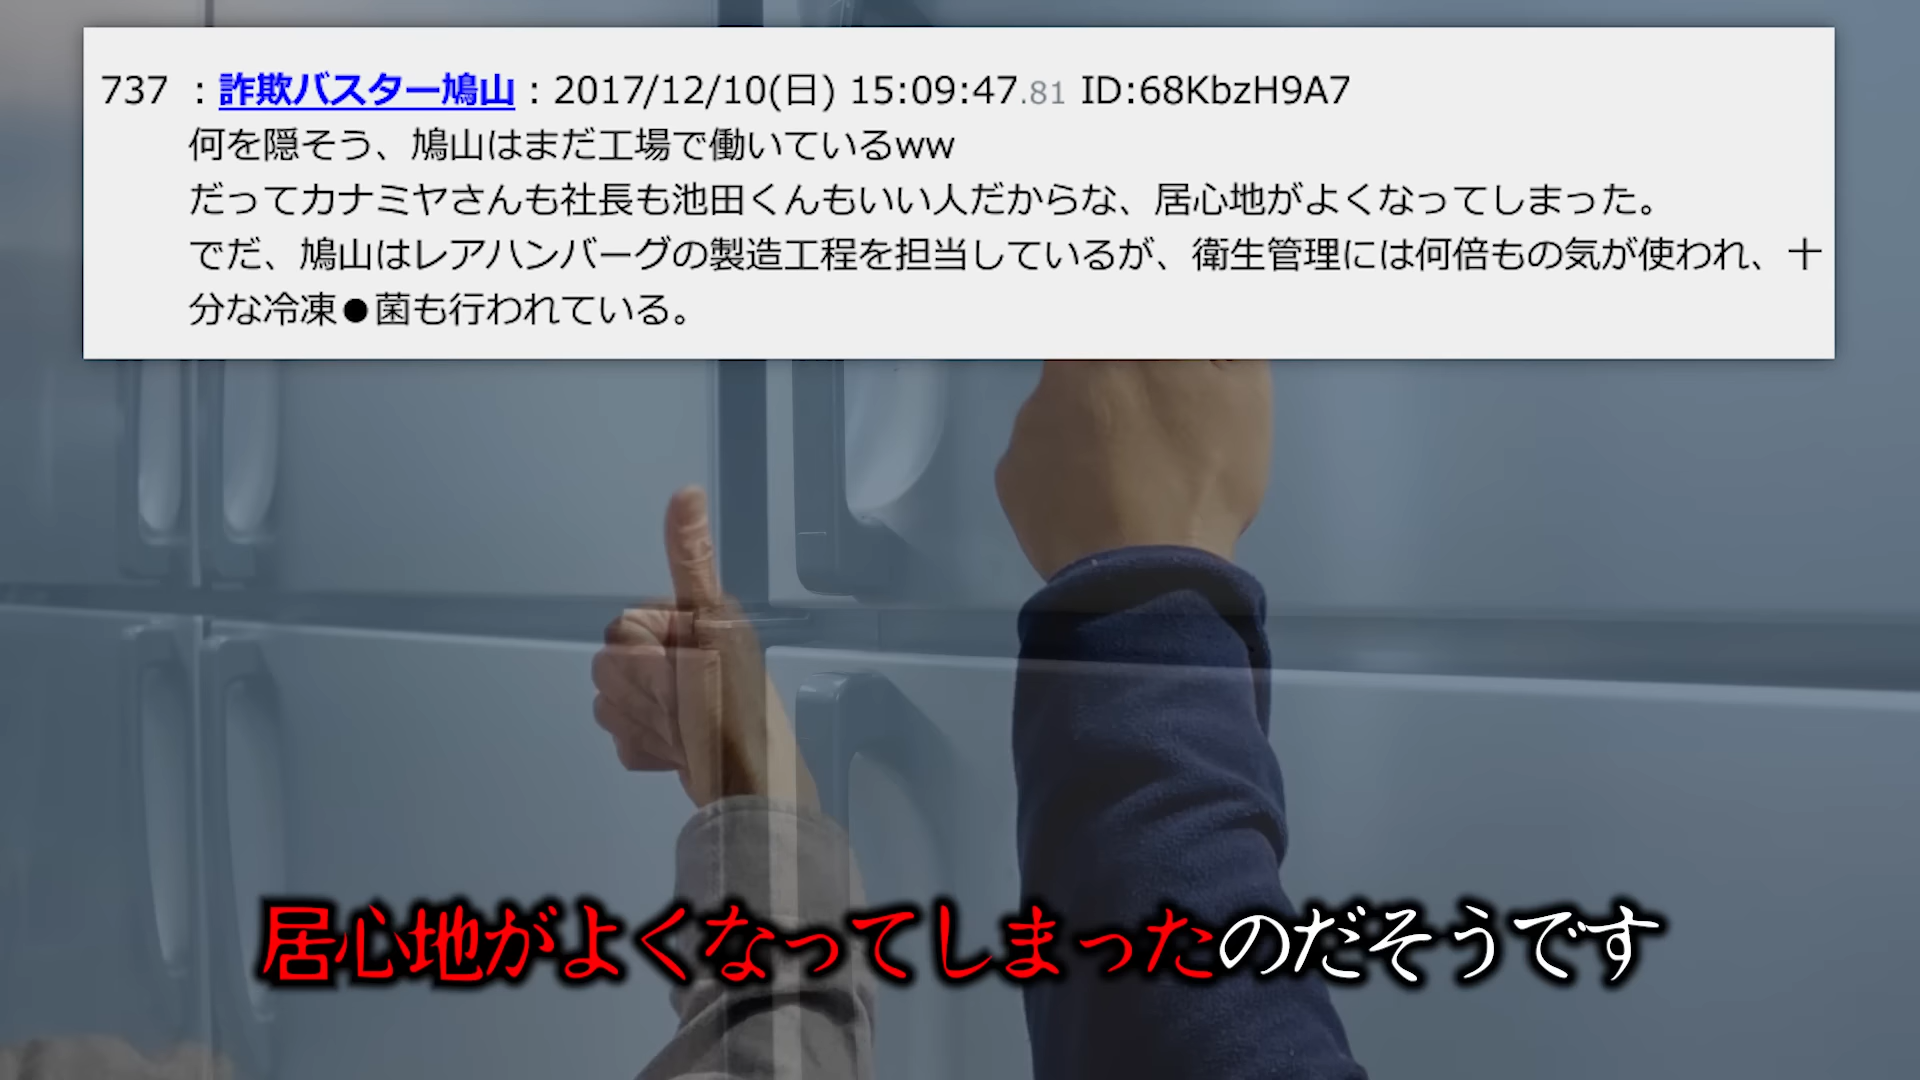 737 ：詐欺バスター鳩山：2017/12/10(日) 15:09:47.81 ID:68KbzH9A7
何を隠そう、鳩山はまだ工場で働いているww
だってカナミヤさんも社長も池田くんもいい人だからな、居心地がよくなってしまった。
でだ、鳩山はレアハンバーグの製造工程を担当しているが、衛生管理には何倍もの気が使われ、十
分な冷凍●菌も行われている。
居心地がよくなってしまったのだそうです